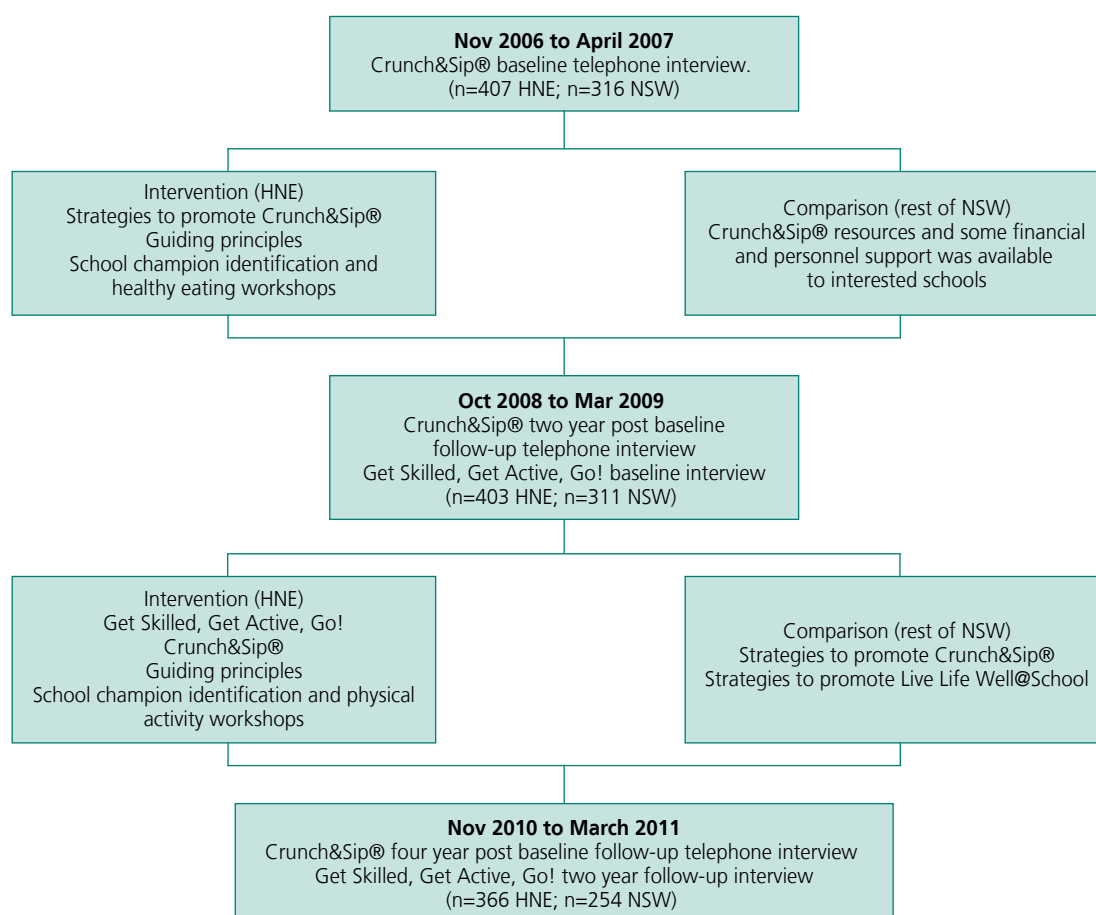 Nov 2006 to April 2007
Crunch&Sip® baseline telephone interview.
(n=407 HNE; n=316 NSW)
Intervention (HNE)
Strategies to promote Crunch&Sip®
Guiding principles
School champion identification and
healthy eating workshops
Comparison (rest of NSW)
Crunch&Sip® resources and some financial
and personnel support was available
to interested schools
Oct 2008 to Mar 2009
Crunch&Sip® two year post baseline
follow-up telephone interview
Get Skilled, Get Active, Go! baseline interview
(n=403 HNE; n=311 NSW)
Intervention (HNE)
Get Skilled, Get Active, Go!
Crunch&Sip®
Guiding principles
School champion identification and physical
activity workshops
Comparison (rest of NSW)
Strategies to promote Crunch&Sip®
Strategies to promote Live Life Well@School
Nov 2010 to March 2011
Crunch&Sip® four year post baseline follow-up telephone interview
Get Skilled, Get Active, Go! two year follow-up interview
(n=366 HNE; n=254 NSW)